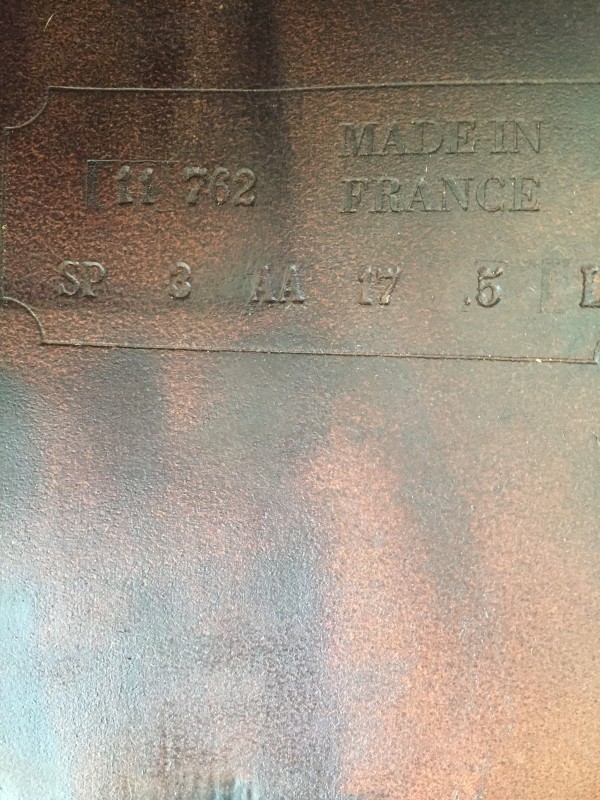 MADE IN
11 762 FRANCE
SP 3 AA 17 .5 L